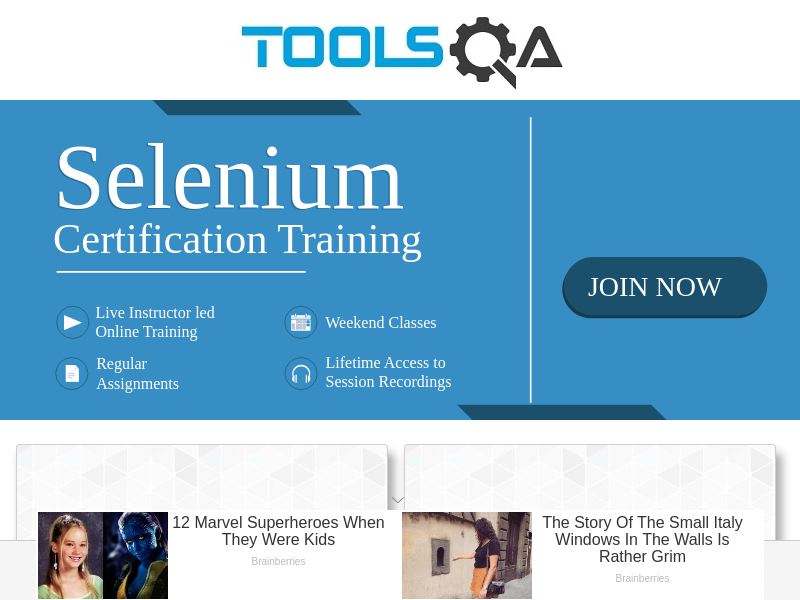 TOOLSQA
Selenium
Certification Training
JOIN NOW
Live Instructor led
Online Training
Weekend Classes
Regular
Assignments
Lifetime Access to
Session Recordings
12 Marvel Superheroes When
They Were Kids
Brainberries
The Story Of The Small Italy
Windows In The Walls Is
Rather Grim
Brainberries